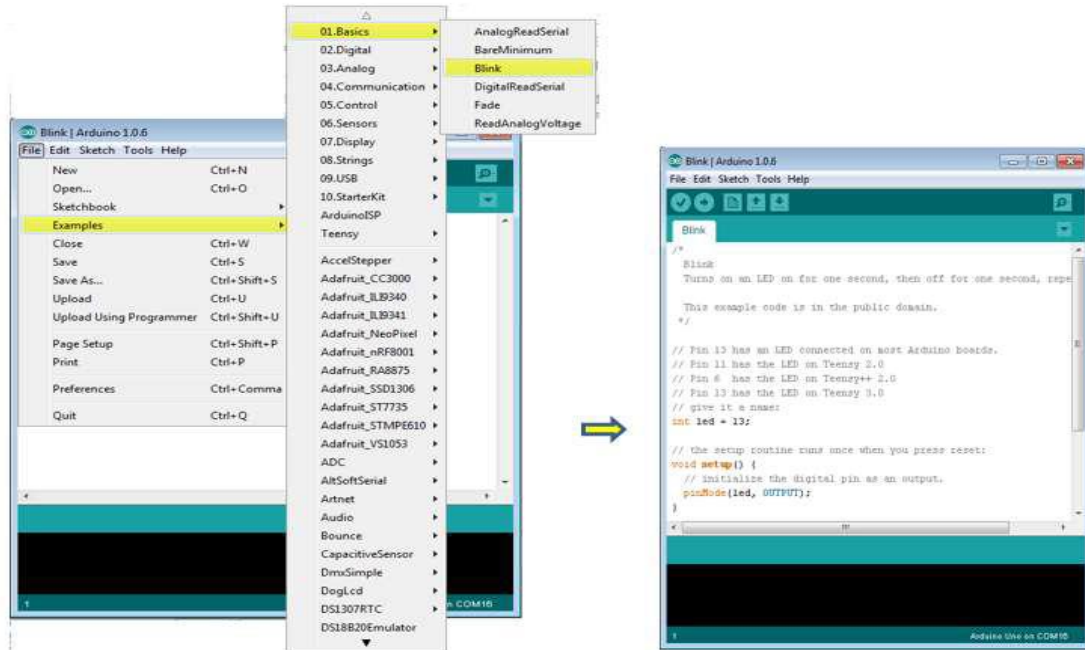 Blink | Arduino 1.0.6
File Edit Sketch Tools Help
New Ctrl+N
Open... Ctrl+O
Sketchbook
Examples
Close Ctrl+W
Save Ctrl+S
Save As... Ctrl+Shift+S
Upload Ctrl+U
Upload Using Programmer Ctrl+Shift+U
Page Setup Ctrl+Shift+P
Print Ctrl+P
Preferences Ctrl+Comma
Quit Ctrl+Q
1
on COM16
01.Basics
02.Digital
03.Analog
04.Communication
05.Control
06.Sensors
07.Display
08.Strings
09.USB
10.StarterKit
ArduinoISP
Teensy
AccelStepper
Adafruit_CC3000
Adafruit_ILI9340
Adafruit_ILI9341
Adafruit_NeoPixel
Adafruit_nRF8001
Adafruit_RA8875
Adafruit_SSD1306
Adafruit_ST7735
Adafruit_STMPE610
Adafruit_VS1053
ADC
AltSoftSerial
Artnet
Audio
Bounce
CapacitiveSensor
DmxSimple
DogLcd
DS1307RTC
DS18B20Emulator
AnalogReadSerial
BareMinimum
Blink
DigitalReadSerial
Fade
ReadAnalogVoltage
Blink | Arduino 1.0.6
File Edit Sketch Tools Help
Blink
/*
Blink
Turns on an LED on for one second, then off for one second, repe
This example code is in the public domain.
*/
// Pin 13 has an LED connected on most Arduino boards.
// Pin 11 has the LED on Teensy 2.0
// Pin 6 has the LED on Teensy++ 2.0
// Pin 13 has the LED on Teensy 3.0
// give it a name:
int led = 13;
// the setup routine runs once when you press reset:
void setup() {
// initialize the digital pin as an output.
pinMode(led, OUTPUT);
}
1
Arduino Uno on COM16